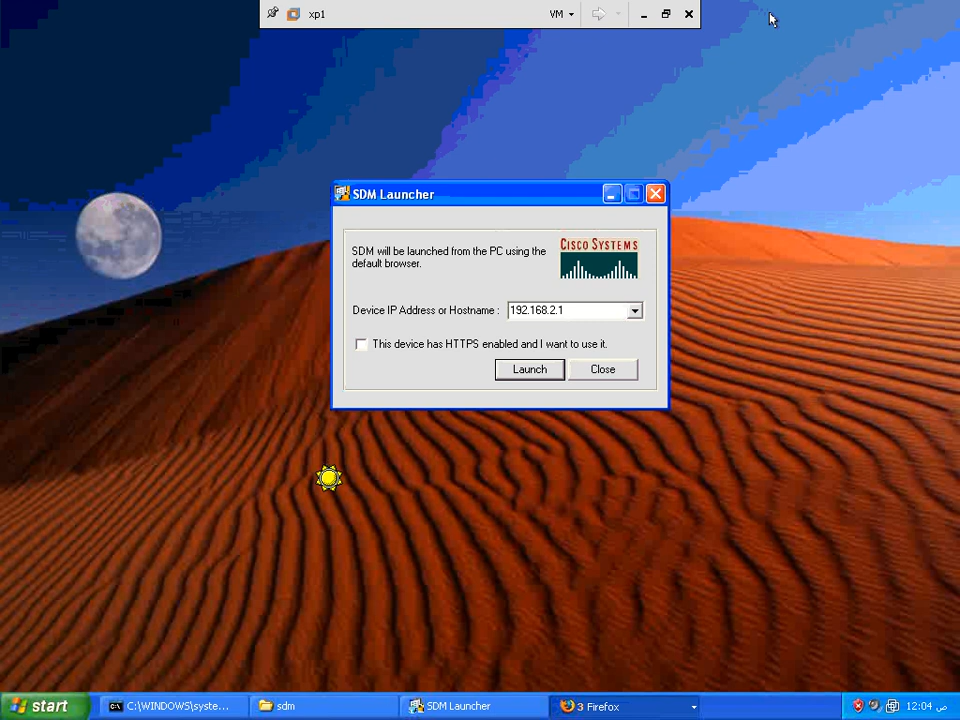 xp1
VM
SDM Launcher
SDM will be launched from the PC using the
default browser.
CISCO SYSTEMS
Device IP Address or Hostname :
192.168.2.1
This device has HTTPS enabled and I want to use it.
Launch
Close
start
C:\WINDOWS\syste...
sdm
SDM Launcher
3 Firefox
12:04 ص